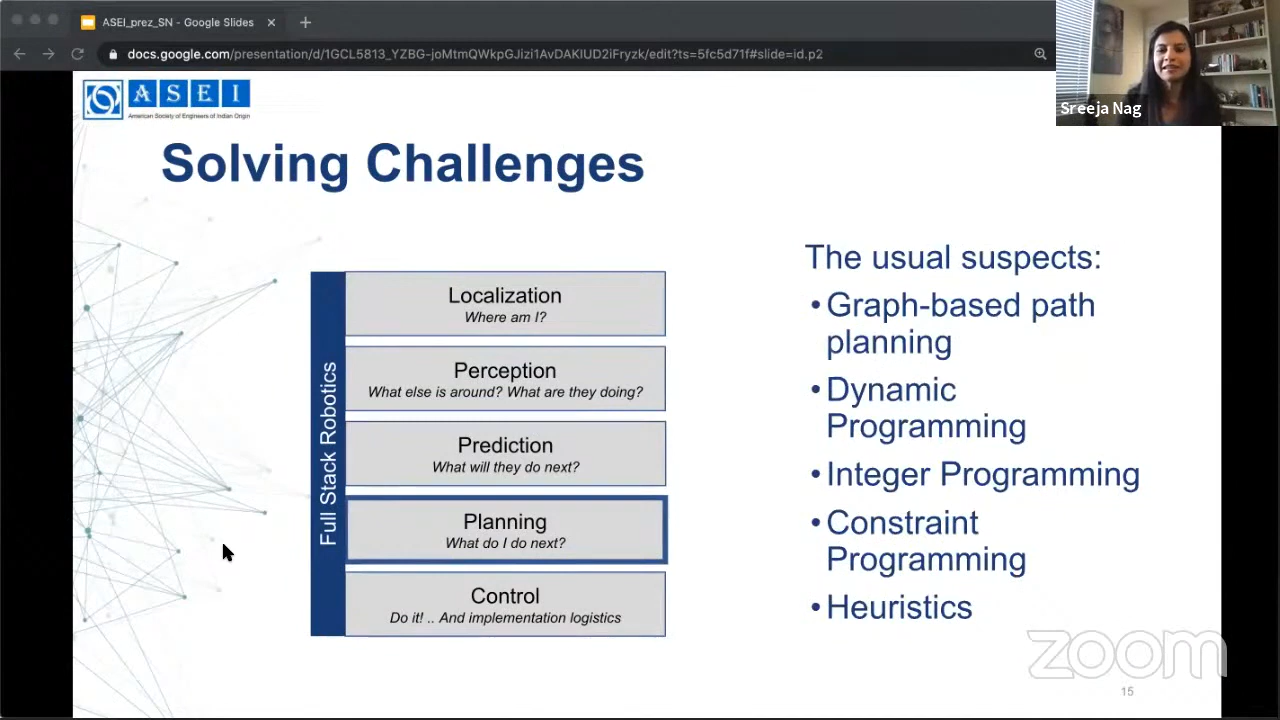 ASEI_prez_SN - Google Slides
docs.google.com/presentation/d/1GCL5813_YZBG-joMtmQWkpGJizi1AvDAKIUD2iFryzk/edit?ts=5fc5d71f#slide=id.p2
Sreeja Nag
ASEI
American Society of Engineers of Indian Origin
Solving Challenges
Full Stack Robotics
Localization
Where am I?
Perception
What else is around? What are they doing?
Prediction
What will they do next?
Planning
What do I do next?
Control
Do it! .. And implementation logistics
The usual suspects:
•Graph-based path
planning
•Dynamic
Programming
•Integer Programming
•Constraint
Programming
•Heuristics
zoom
15